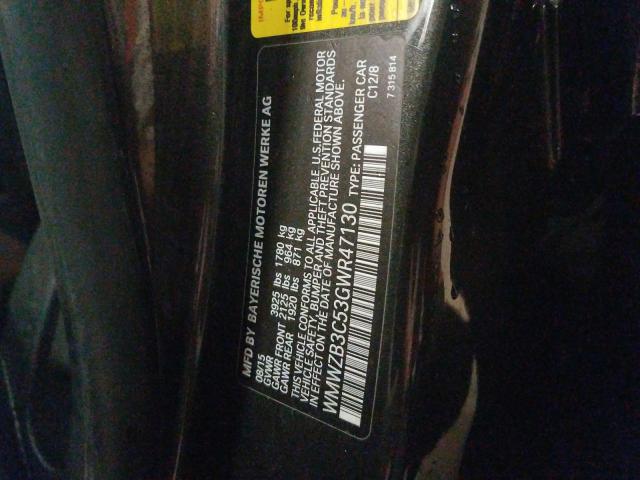 MFD BY BAYERISCHE MOTOREN WERKE AG
08/15
GVWR 3925 lbs 1780 kg
GAWR FRONT 2125 lbs 964 kg
GAWR REAR 1920 lbs 871 kg
THIS VEHICLE CONFORMS TO ALL APPLICABLE U.S. FEDERAL MOTOR
VEHICLE SAFETY, BUMPER AND THEFT PREVENTION STANDARDS
IN EFFECT ON THE DATE OF MANUFACTURE SHOWN ABOVE.
WMWZB3C53GWR47130 TYPE: PASSENGER CAR
C12/8
7 315 814